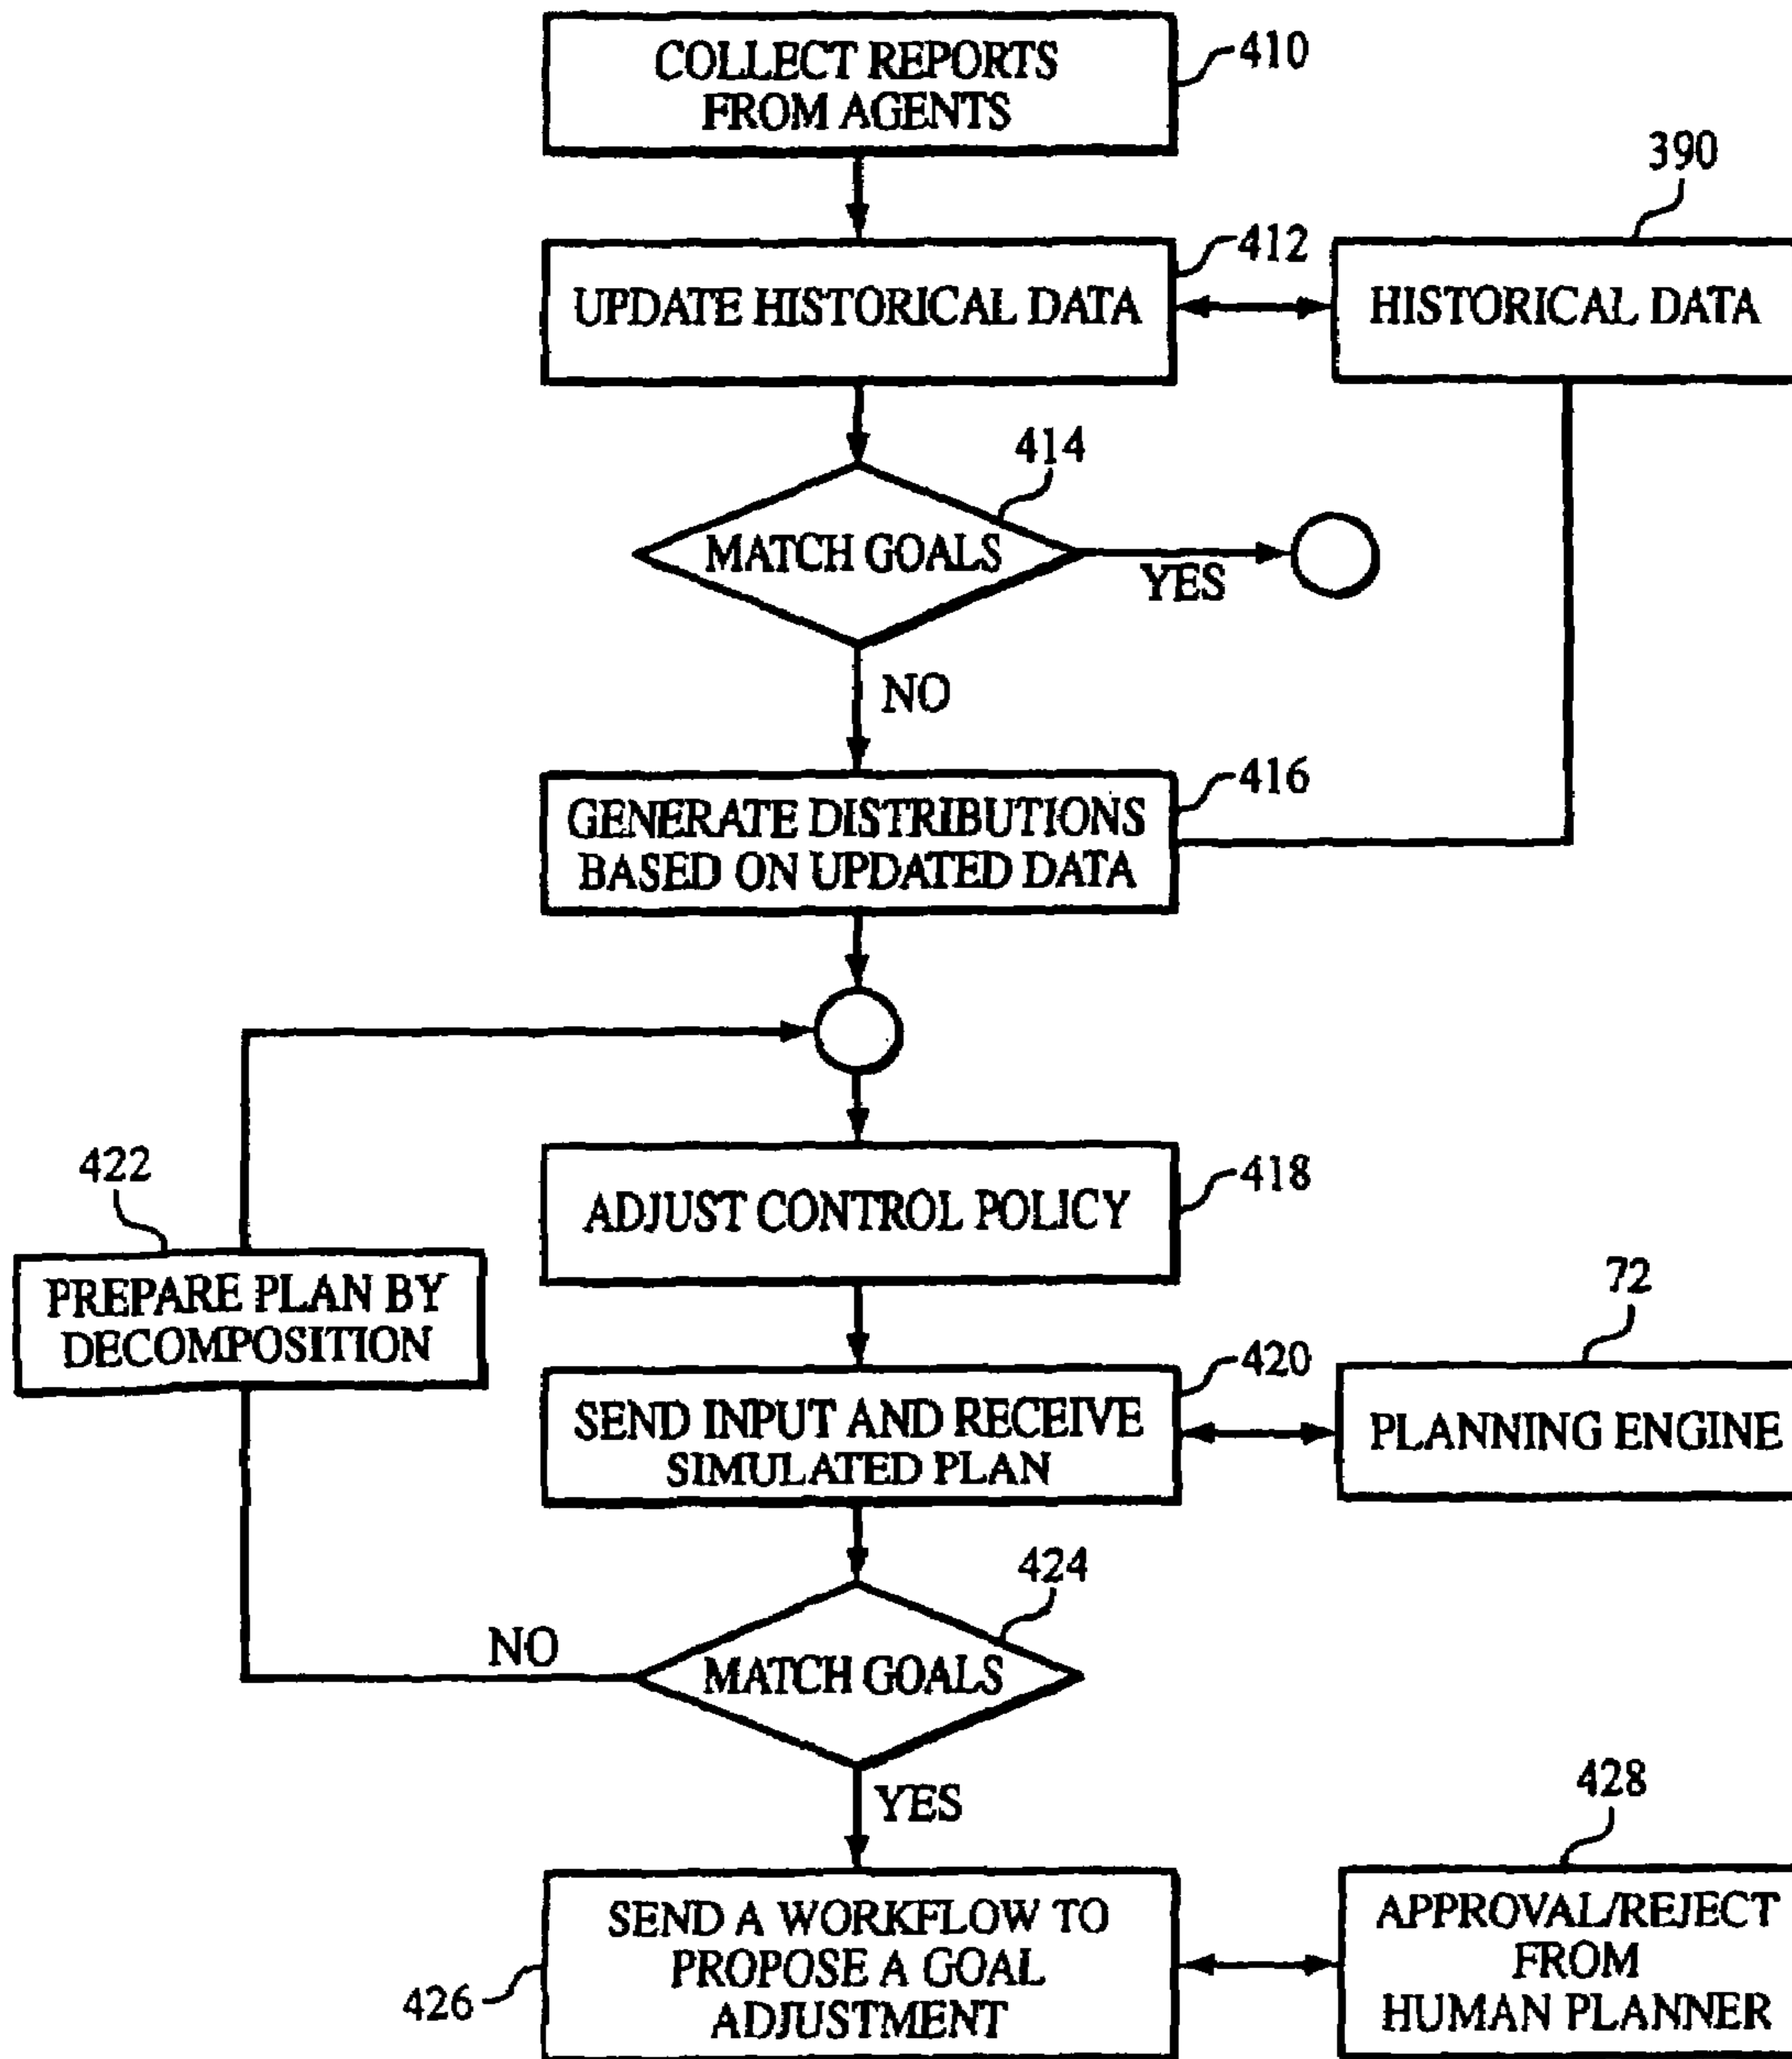 COLLECT REPORTS
FROM AGENTS
410
390
UPDATE HISTORICAL DATA
412
HISTORICAL DATA
414
MATCH GOALS
YES
NO
GENERATE DISTRIBUTIONS
BASED ON UPDATED DATA
416
422
ADJUST CONTROL POLICY
418
PREPARE PLAN BY
DECOMPOSITION
72
SEND INPUT AND RECEIVE
SIMULATED PLAN
420
PLANNING ENGINE
424
NO
MATCH GOALS
YES
428
SEND A WORKFLOW TO
PROPOSE A GOAL
ADJUSTMENT
426
APPROVAL/REJECT
FROM
HUMAN PLANNER